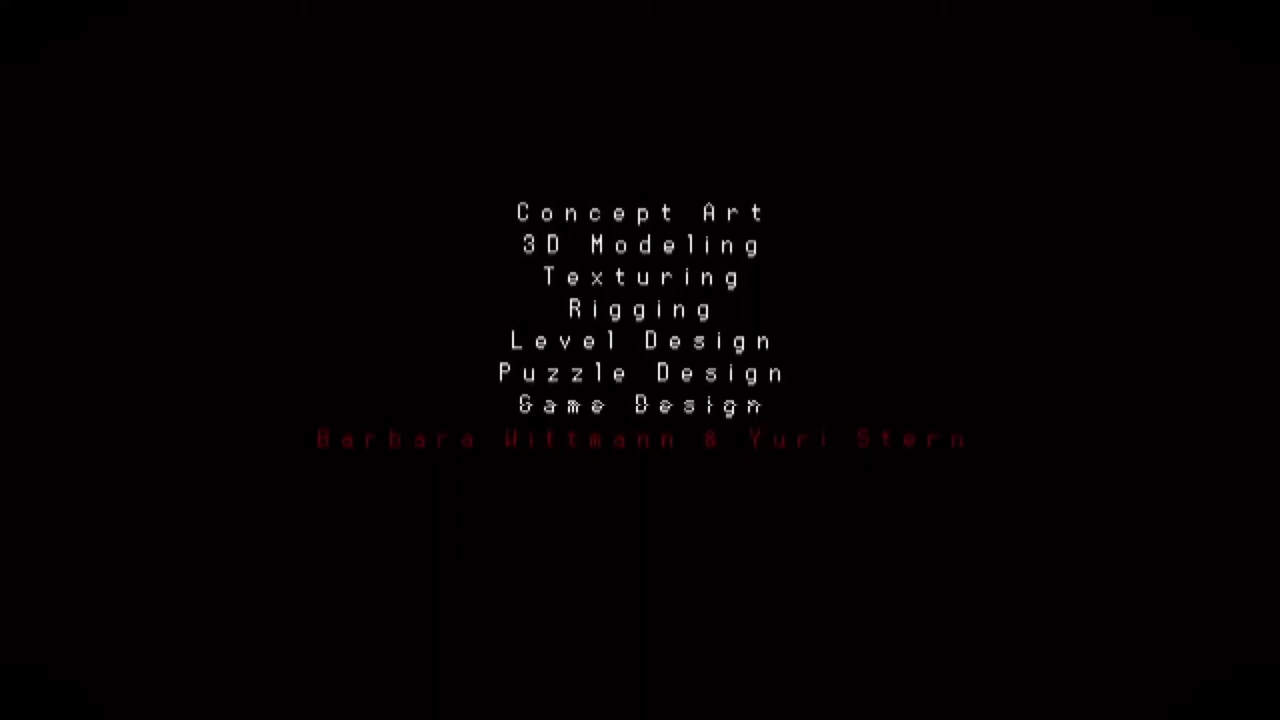 Concept Art
3D Modeling
Texturing
Rigging
Level Design
Puzzle Design
Game Design
Barbara Wittmann & Yuri Stern